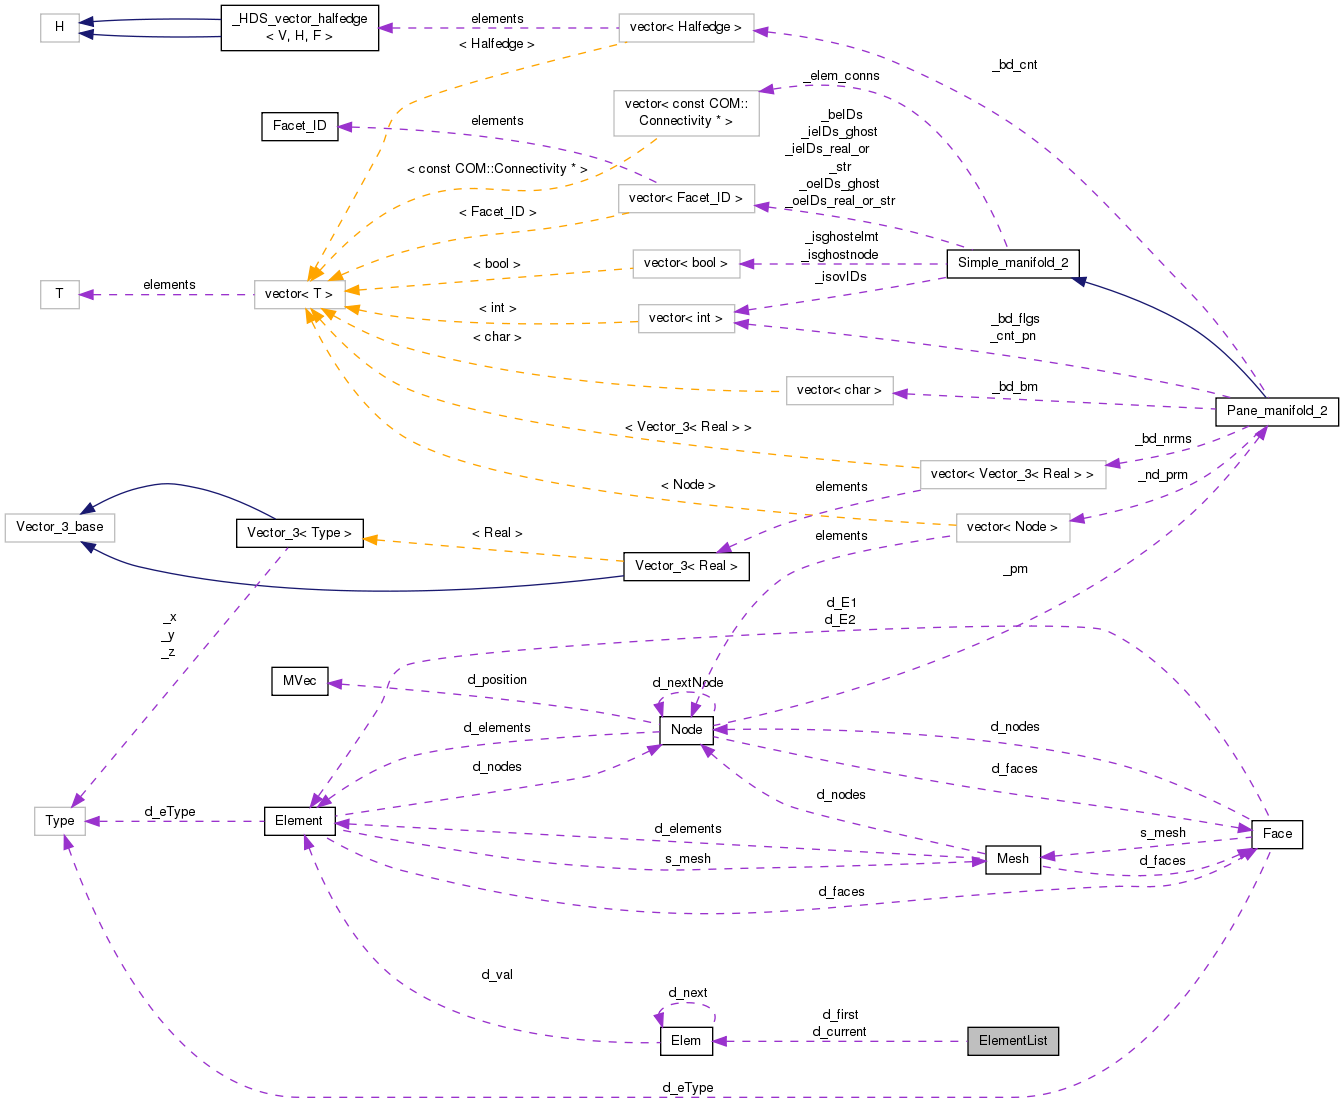 H
_HDS_vector_halfedge
< V, H, F >
elements
vector< Halfedge >
< Halfedge >
_bd_cnt
_elem_conns
vector< const COM::
Connectivity * >
Facet_ID
elements
_beIDs
_ieIDs_ghost
_ieIDs_real_or
_str
_oeIDs_ghost
_oeIDs_real_or_str
< const COM::Connectivity * >
vector< Facet_ID >
< Facet_ID >
_isghostelmt
_isghostnode
_isovIDs
vector< bool >
< bool >
Simple_manifold_2
T
elements
vector< T >
< int >
vector< int >
_bd_flgs
_cnt_pn
< char >
vector< char >
_bd_bm
Pane_manifold_2
< Vector_3< Real > >
_bd_nrms
vector< Vector_3< Real > >
_nd_prm
< Node >
elements
vector< Node >
Vector_3_base
Vector_3< Type >
< Real >
elements
Vector_3< Real >
_pm
_x
_y
_z
d_E1
d_E2
MVec
d_position
d_nextNode
Node
d_elements
d_nodes
d_nodes
d_faces
d_nodes
Type
d_eType
Element
d_elements
s_mesh
Mesh
s_mesh
d_faces
Face
d_faces
d_val
d_next
Elem
d_first
d_current
ElementList
d_eType